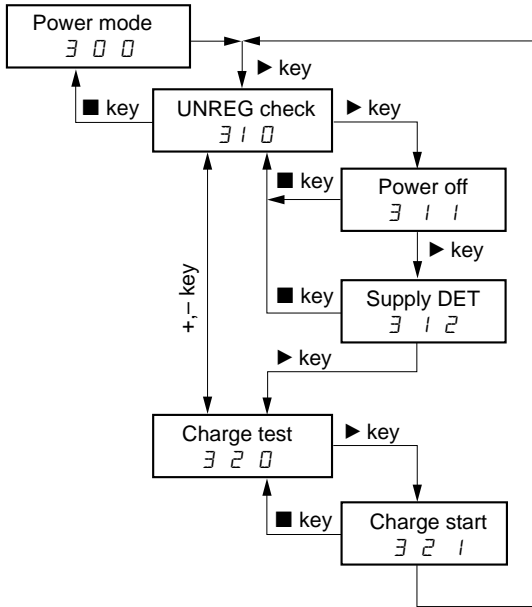 Power mode
3 0 0
▶ key
■ key
UNREG check
3 1 0
▶ key
■ key
Power off
3 1 1
▶ key
■ key
Supply DET
3 1 2
+,– key
▶ key
Charge test
3 2 0
▶ key
■ key
Charge start
3 2 1